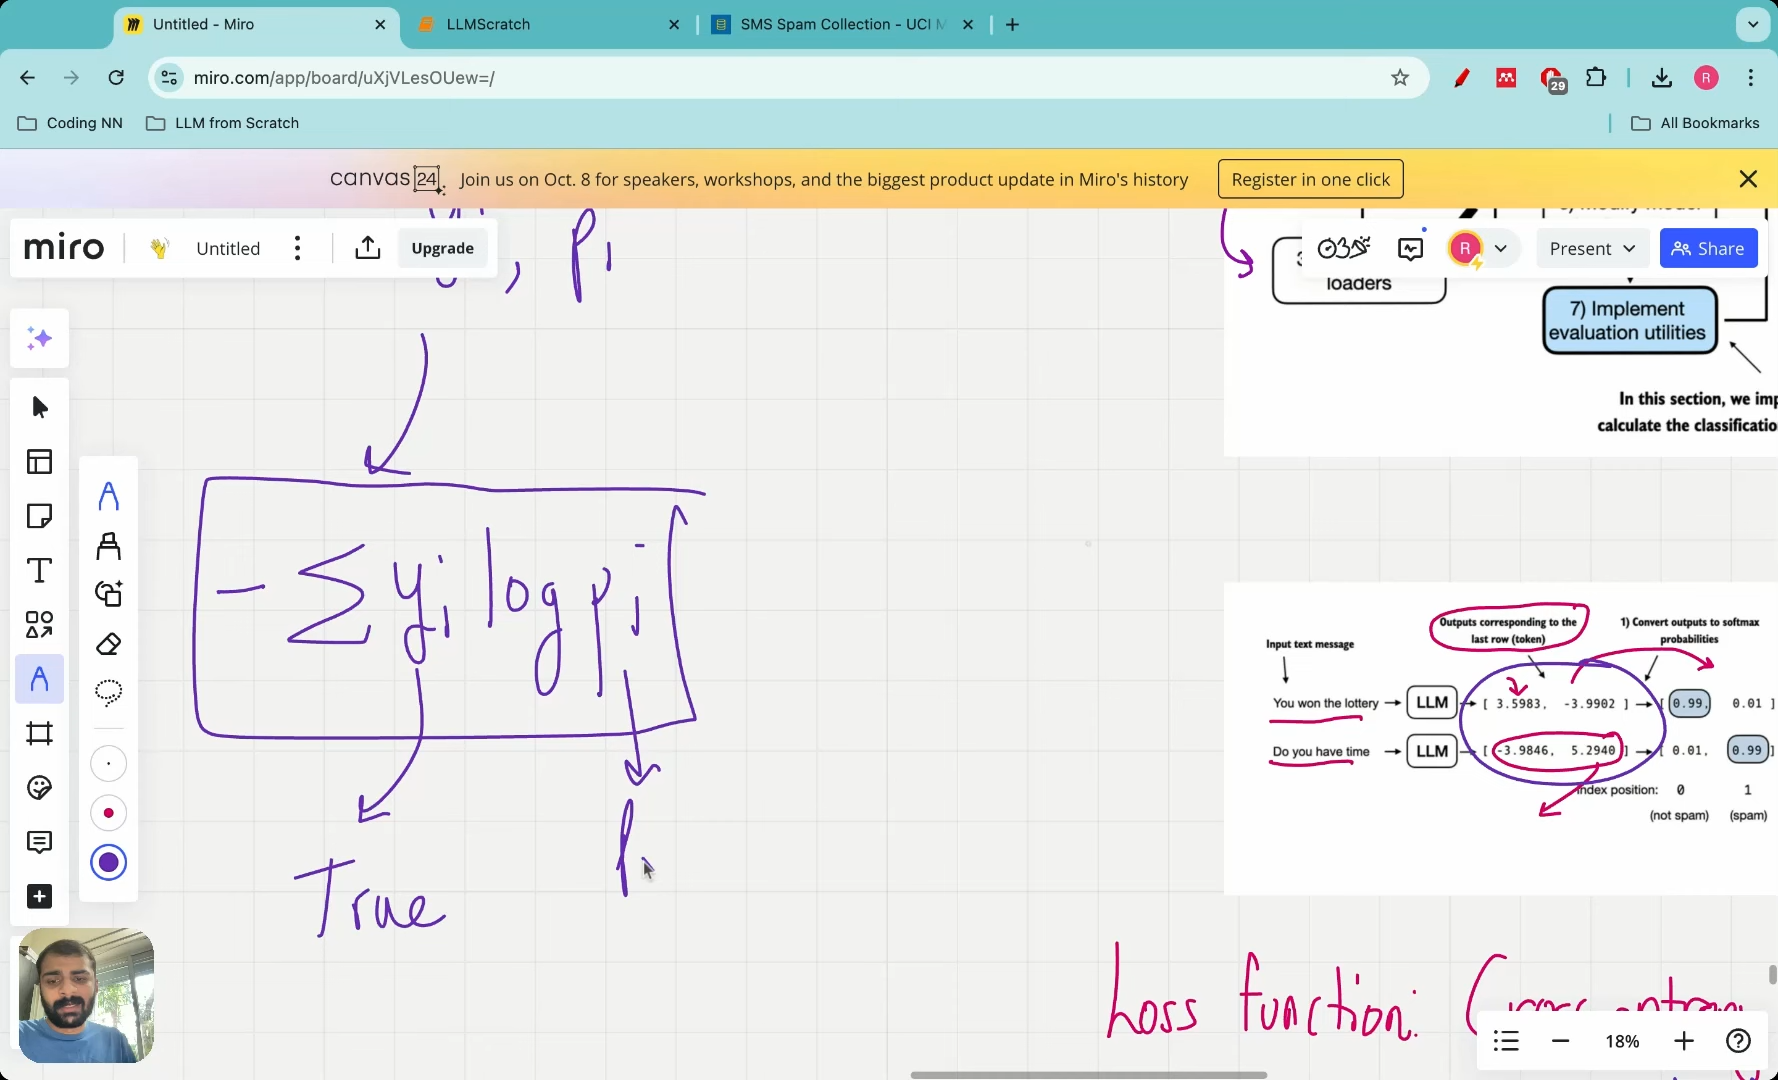 Untitled - Miro
LLMScratch
SMS Spam Collection - UCI M
miro.com/app/board/uXjVLesOUew=/
29
R
Coding NN
LLM from Scratch
All Bookmarks
canvas 24 Join us on Oct. 8 for speakers, workshops, and the biggest product update in Miro's history
Register in one click
miro
Untitled
Upgrade
R
Present
Share
yi, pi
loaders
7) Implement
evaluation utilities
In this section, we imp
calculate the classificatio
- ∑ yi log pi
True
p
Input text message
Outputs corresponding to the
last row (token)
1) Convert outputs to softmax
probabilities
You won the lottery → LLM → [ 3.5983, -3.9902 ] → [ 0.99, 0.01 ]
Do you have time → LLM → [ -3.9846, 5.2940 ] → [ 0.01, 0.99 ]
Index position: 0 1
(not spam) (spam)
Loss function: Cross entropy
18%